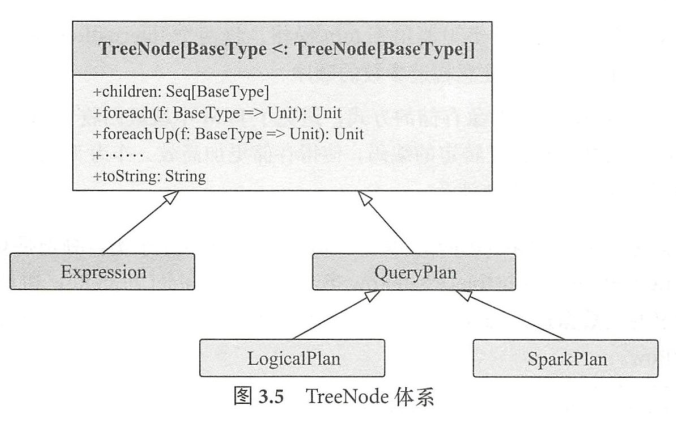 TreeNode[BaseType <: TreeNode[BaseType]]
+children: Seq[BaseType]
+foreach(f: BaseType => Unit): Unit
+foreachUp(f: BaseType => Unit): Unit
+······
+toString: String
Expression
QueryPlan
LogicalPlan
SparkPlan
图 3.5 TreeNode 体系